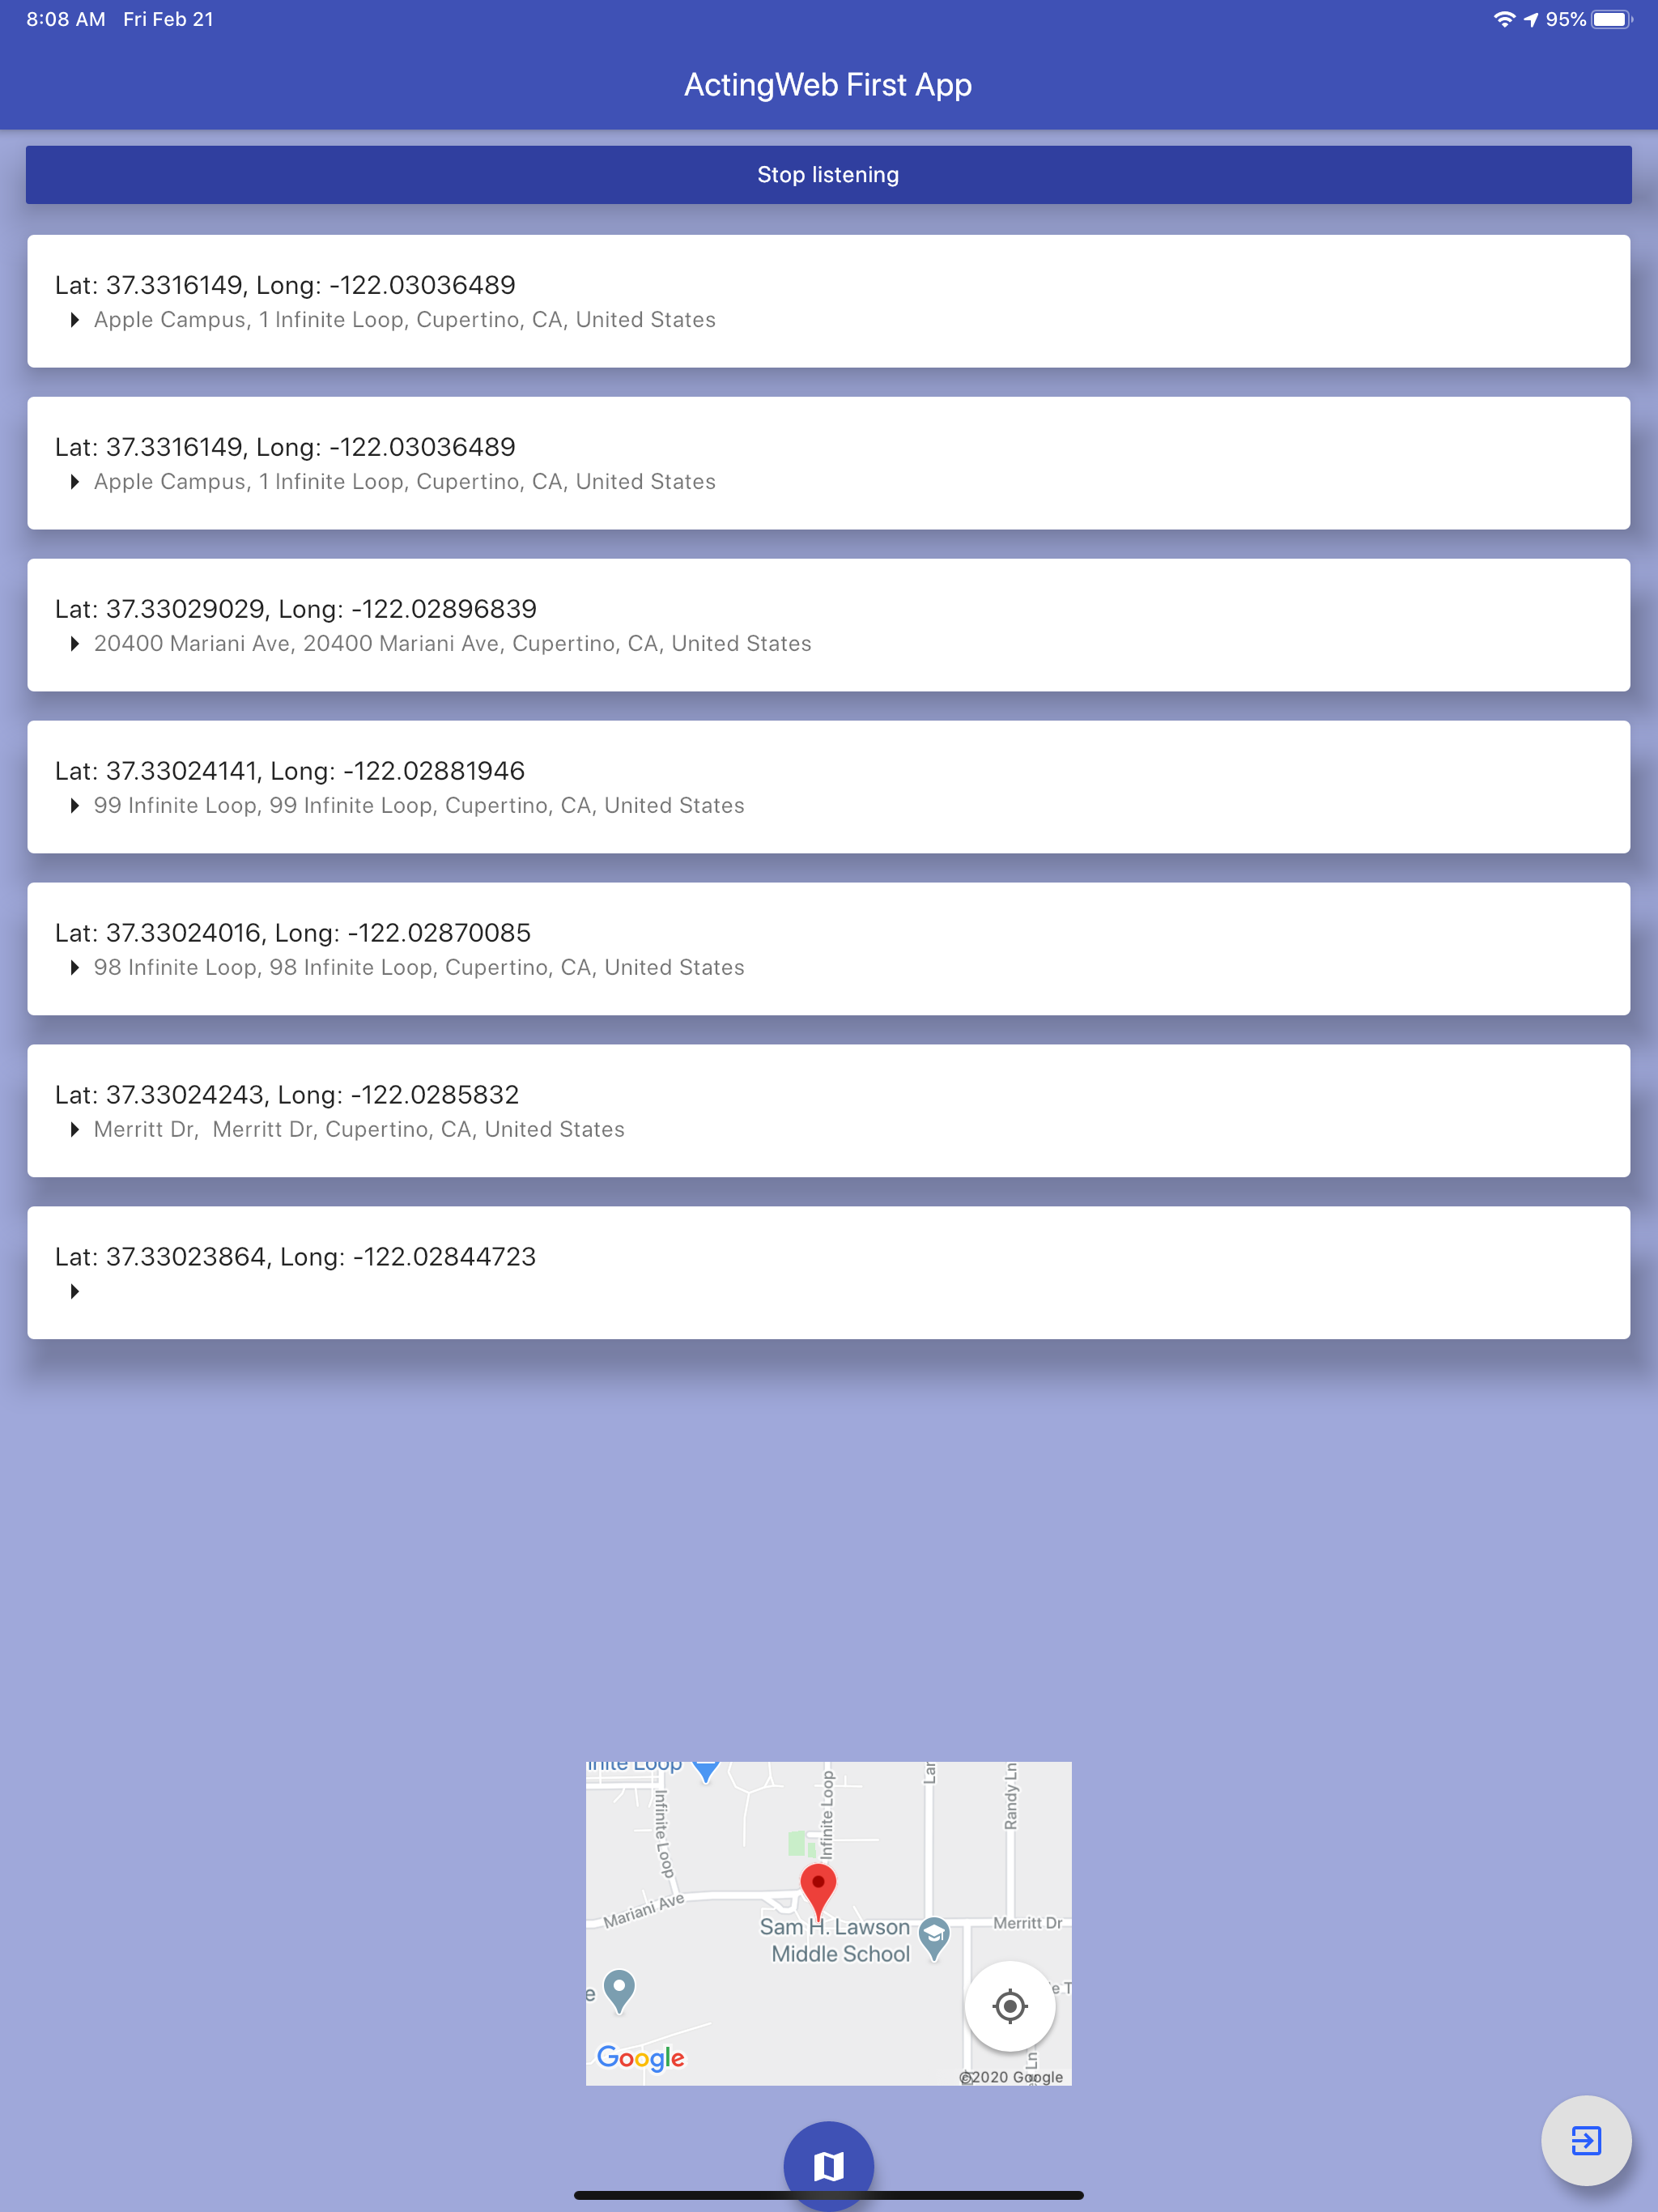 8:08 AM Fri Feb 21
95%
ActingWeb First App
Stop listening
Lat: 37.3316149, Long: -122.03036489
Apple Campus, 1 Infinite Loop, Cupertino, CA, United States
Lat: 37.3316149, Long: -122.03036489
Apple Campus, 1 Infinite Loop, Cupertino, CA, United States
Lat: 37.33029029, Long: -122.02896839
20400 Mariani Ave, 20400 Mariani Ave, Cupertino, CA, United States
Lat: 37.33024141, Long: -122.02881946
99 Infinite Loop, 99 Infinite Loop, Cupertino, CA, United States
Lat: 37.33024016, Long: -122.02870085
98 Infinite Loop, 98 Infinite Loop, Cupertino, CA, United States
Lat: 37.33024243, Long: -122.0285832
Merritt Dr,  Merritt Dr, Cupertino, CA, United States
Lat: 37.33023864, Long: -122.02844723
Loop
Infinite Loop
Infinite Loop
Randy Ln
Mariani Ave
Sam H. Lawson
Middle School
Merritt Dr
Google
©2020 Google